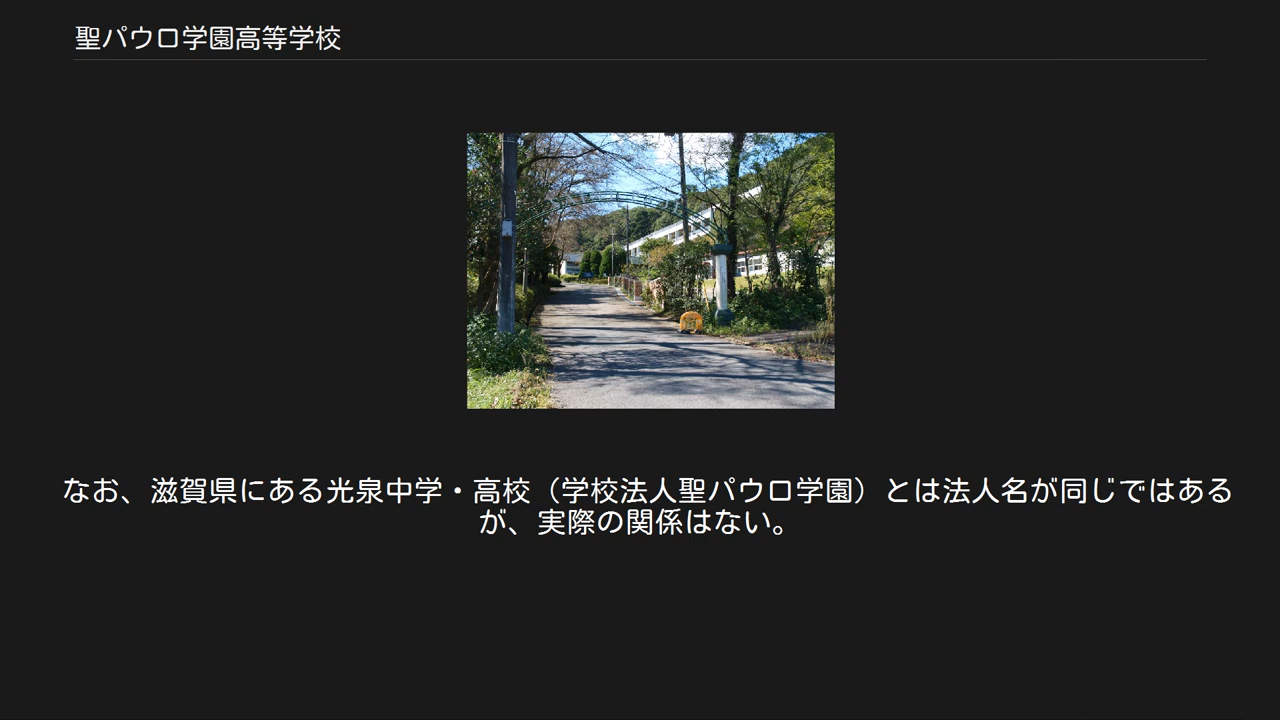 聖パウロ学園高等学校
なお、滋賀県にある光泉中学・高校（学校法人聖パウロ学園）とは法人名が同じではある
が、実際の関係はない。